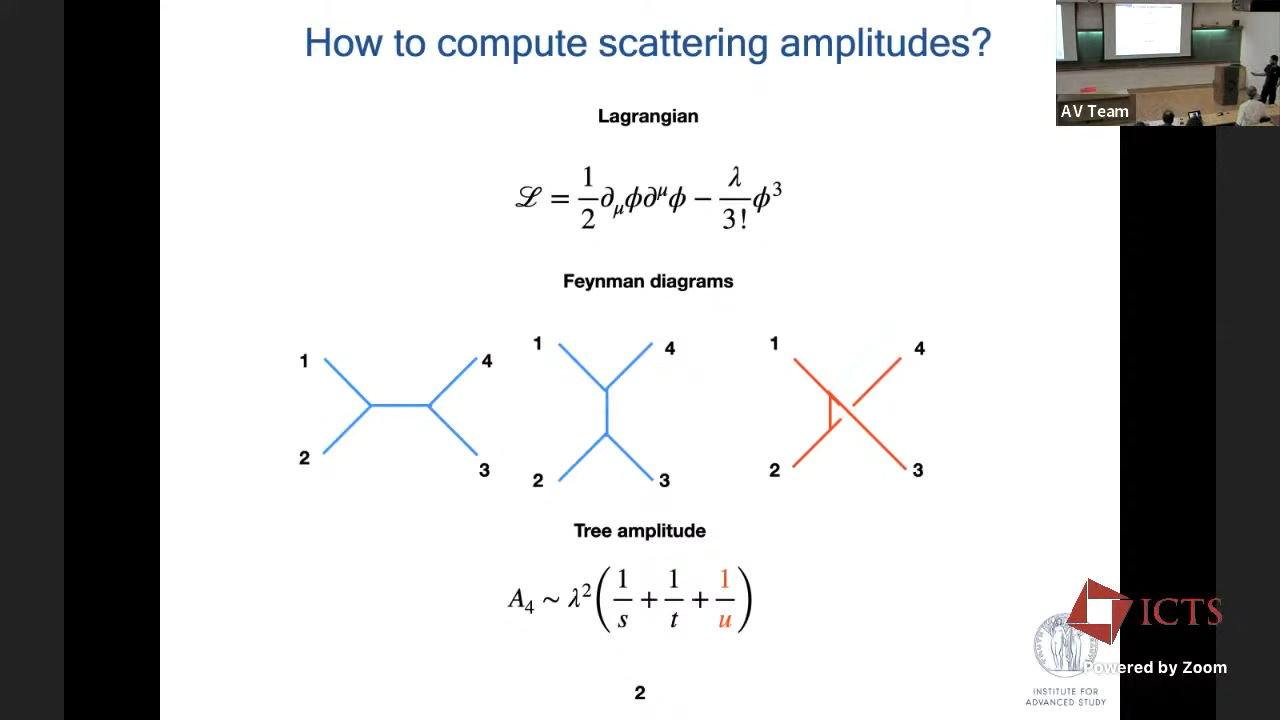 How to compute scattering amplitudes?
AV Team
Lagrangian
ℒ = 1/2 ∂_μϕ∂^μϕ − λ/3! ϕ^3
Feynman diagrams
1 4 2 3
1 4 2 3
1 4 2 3
Tree amplitude
A_4 ~ λ^2 (1/s + 1/t + 1/u)
ICTS
Powered by Zoom
INSTITUTE FOR
ADVANCED STUDY
2